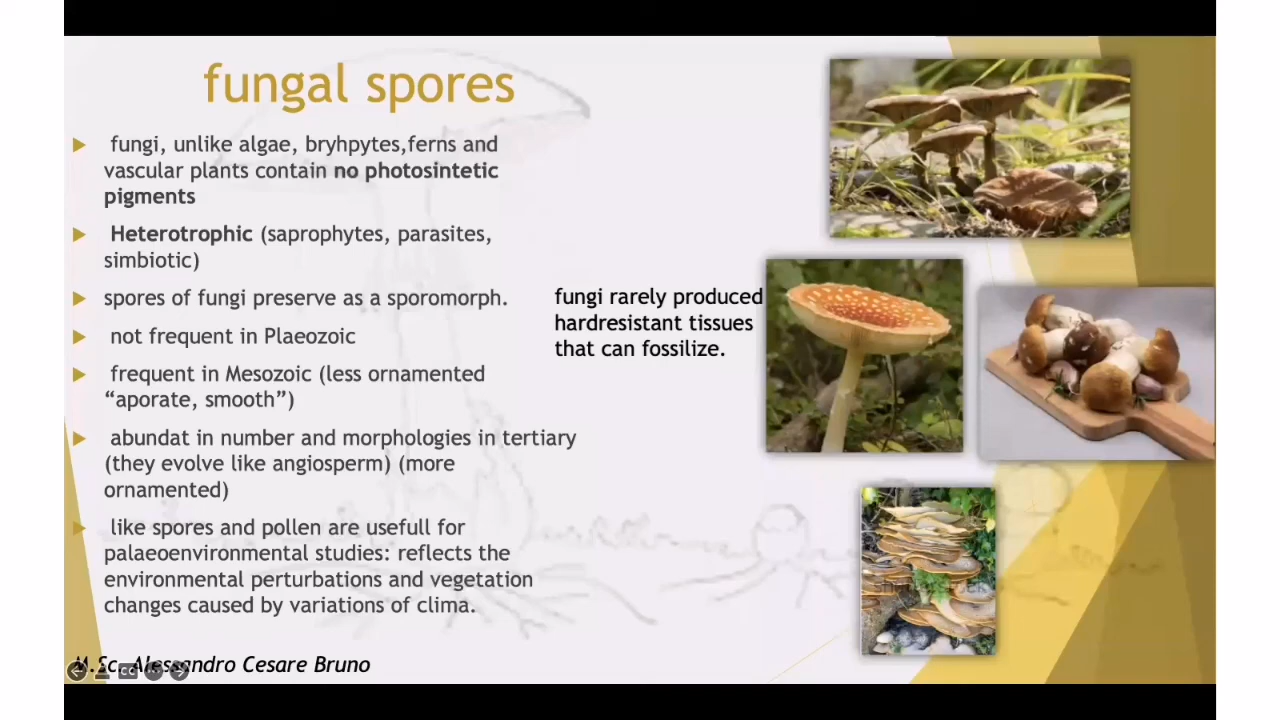 fungal spores
fungi, unlike algae, bryhpytes,ferns and
vascular plants contain no photosintetic
pigments
Heterotrophic (saprophytes, parasites,
simbiotic)
spores of fungi preserve as a sporomorph.
not frequent in Plaeozoic
frequent in Mesozoic (less ornamented
“aporate, smooth”)
abundat in number and morphologies in tertiary
(they evolve like angiosperm) (more
ornamented)
like spores and pollen are usefull for
palaeoenvironmental studies: reflects the
environmental perturbations and vegetation
changes caused by variations of clima.
fungi rarely produced
hardresistant tissues
that can fossilize.
M.Sc. Alessandro Cesare Bruno
CC